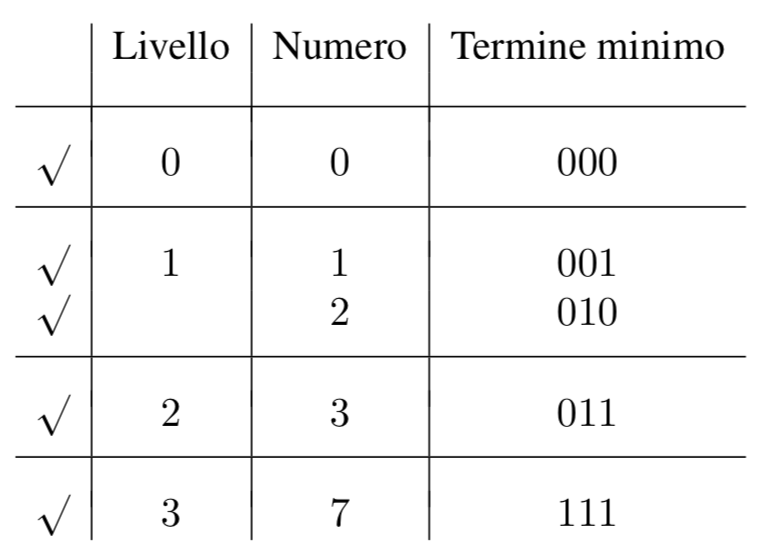 Livello Numero Termine minimo
√ 0 0 000
√ 1 1 001
√ 2 010
√ 2 3 011
√ 3 7 111